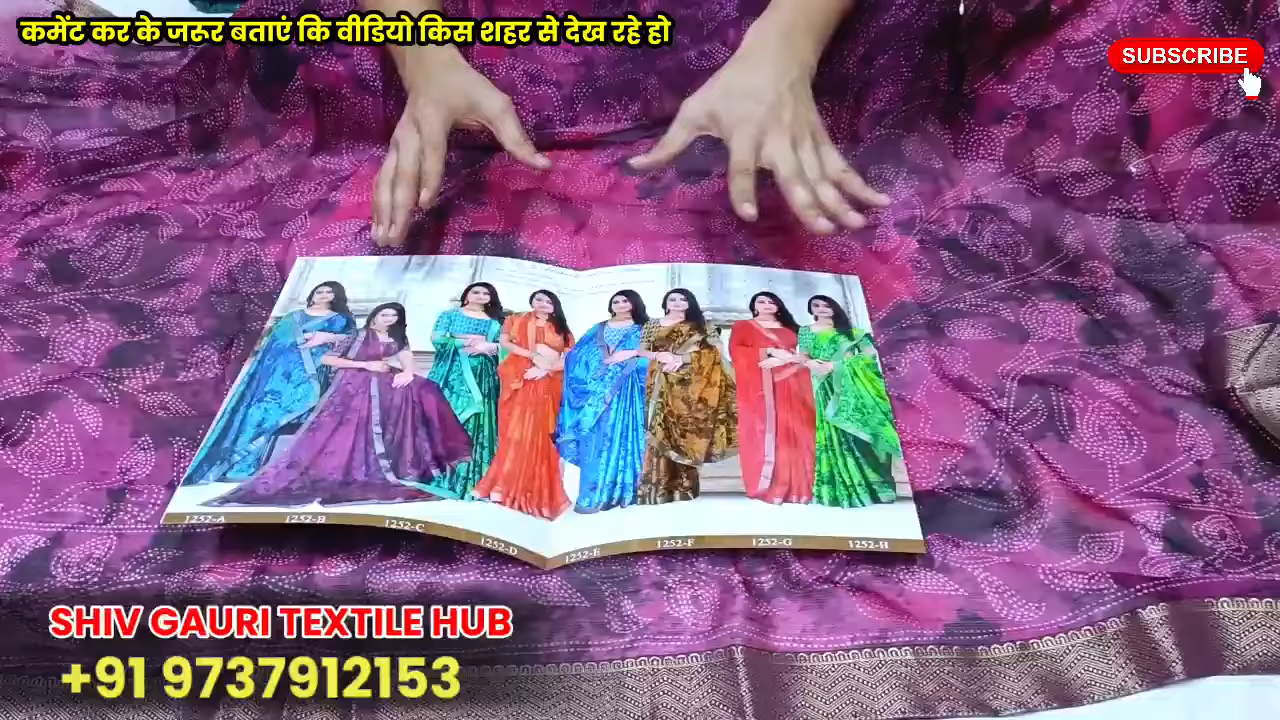 कमेंट कर के जरूर बताएं कि वीडियो किस शहर से देख रहे हो
SUBSCRIBE
1252-A 1252-B 1252-C 1252-D 1252-E 1252-F 1252-G 1252-H
SHIV GAURI TEXTILE HUB
+91 9737912153